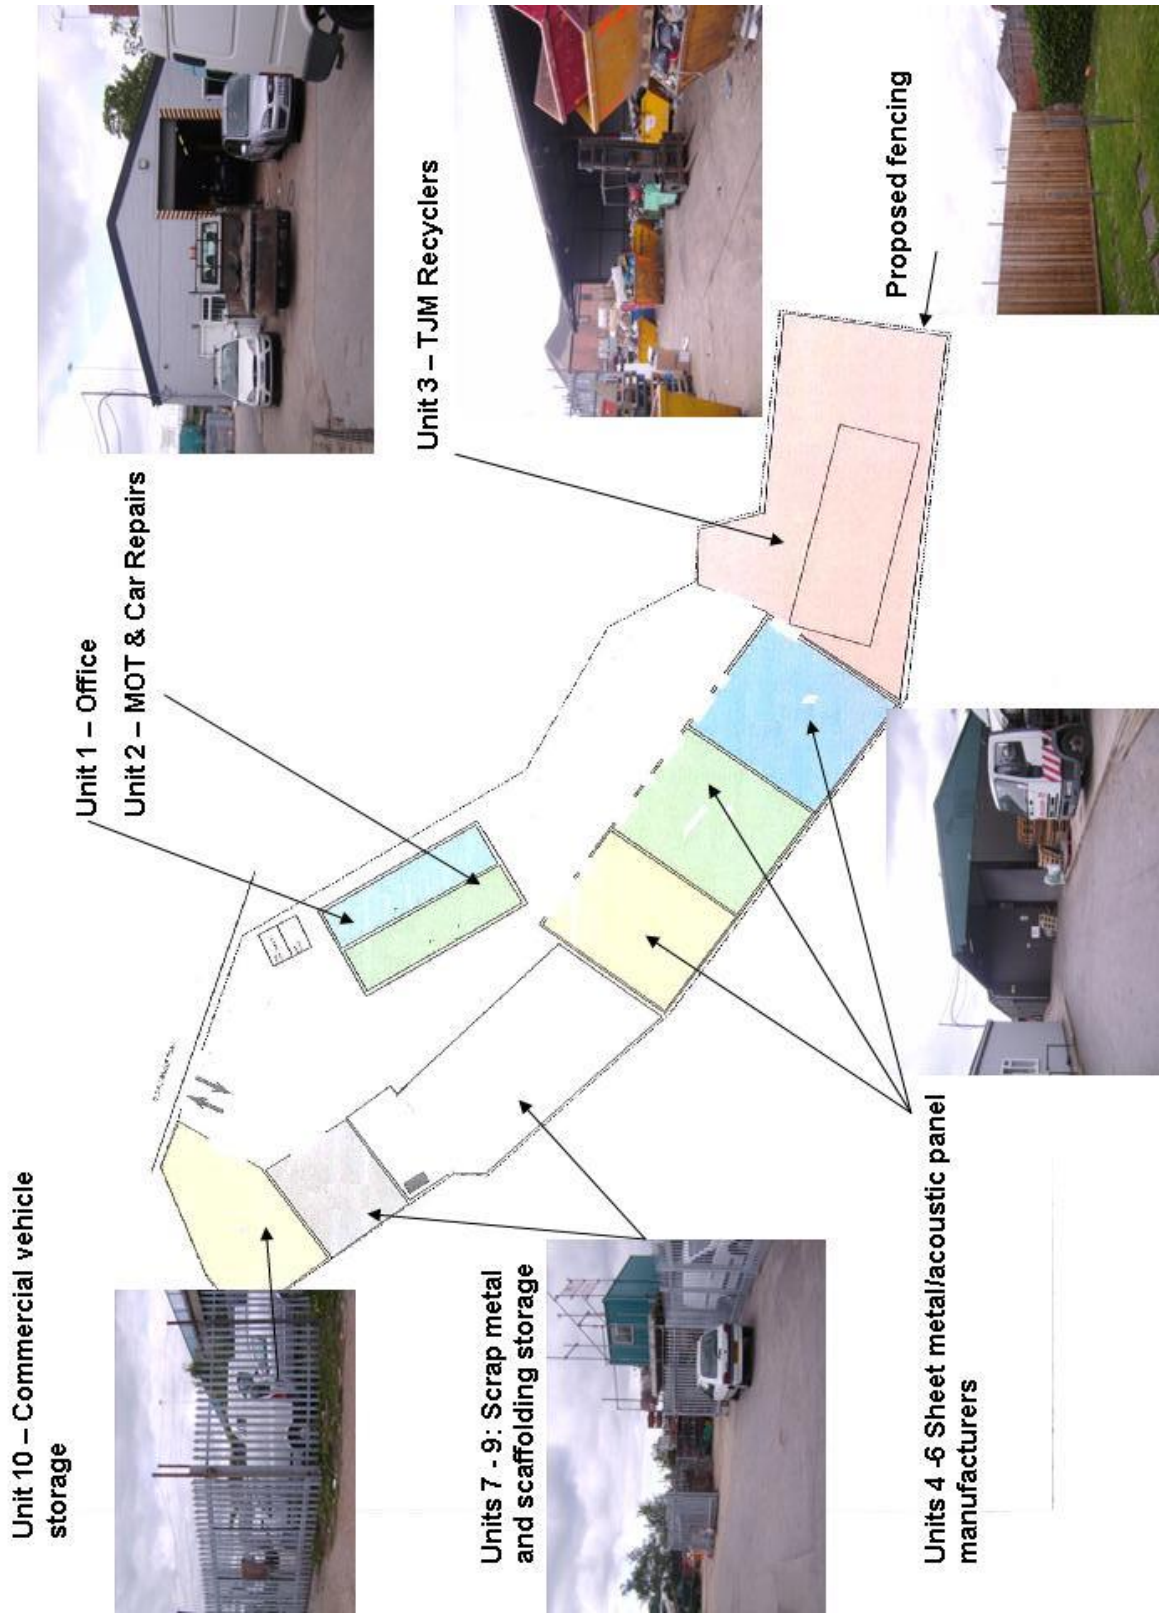 Unit 10 – Commercial vehicle
storage
Unit 1 – Office
Unit 2 – MOT & Car Repairs
Unit 3 – TJM Recyclers
Units 7 - 9: Scrap metal
and scaffolding storage
Proposed fencing
Units 4 -6 Sheet metal/acoustic panel
manufacturers